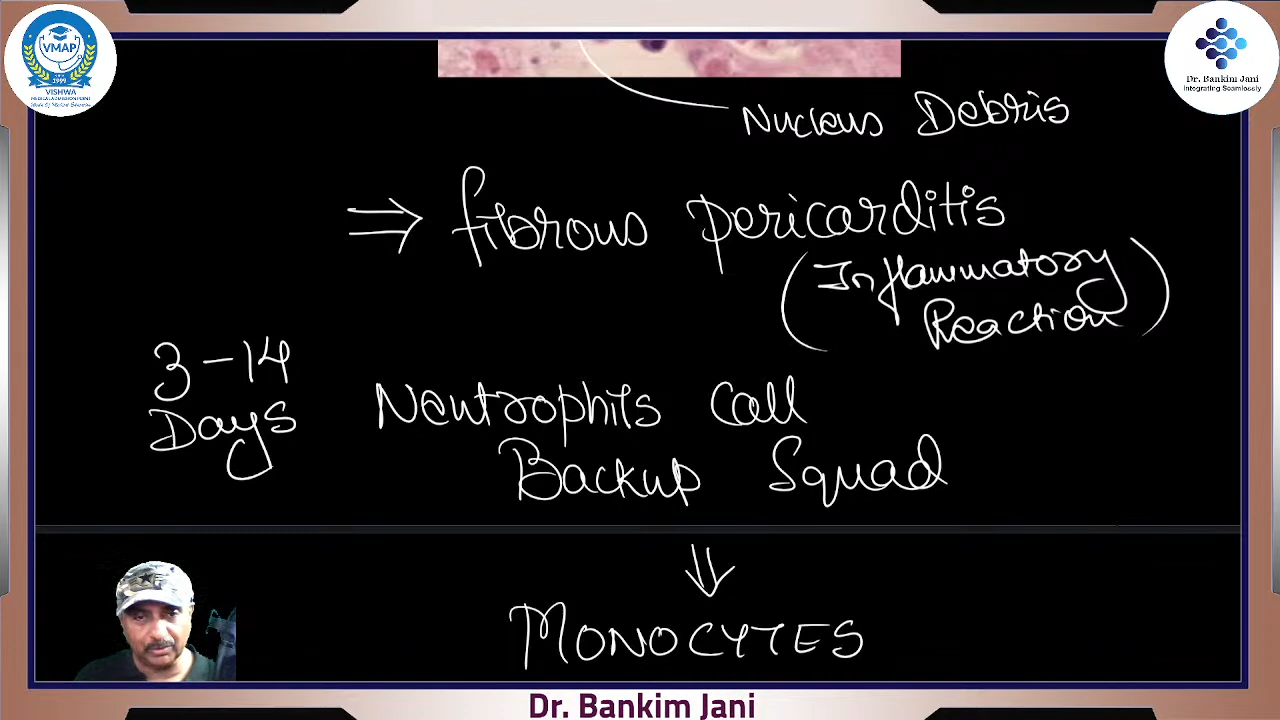 VMAP
1999
VISHWA
Dr. Bankim Jani
Integrating Seamlessly
Nucleus Debris
⇒ fibrous pericarditis
(Inflammatory
Reaction)
3-14
Days
Neutrophils call
Backup Squad
⇓
MONOCYTES
Dr. Bankim Jani